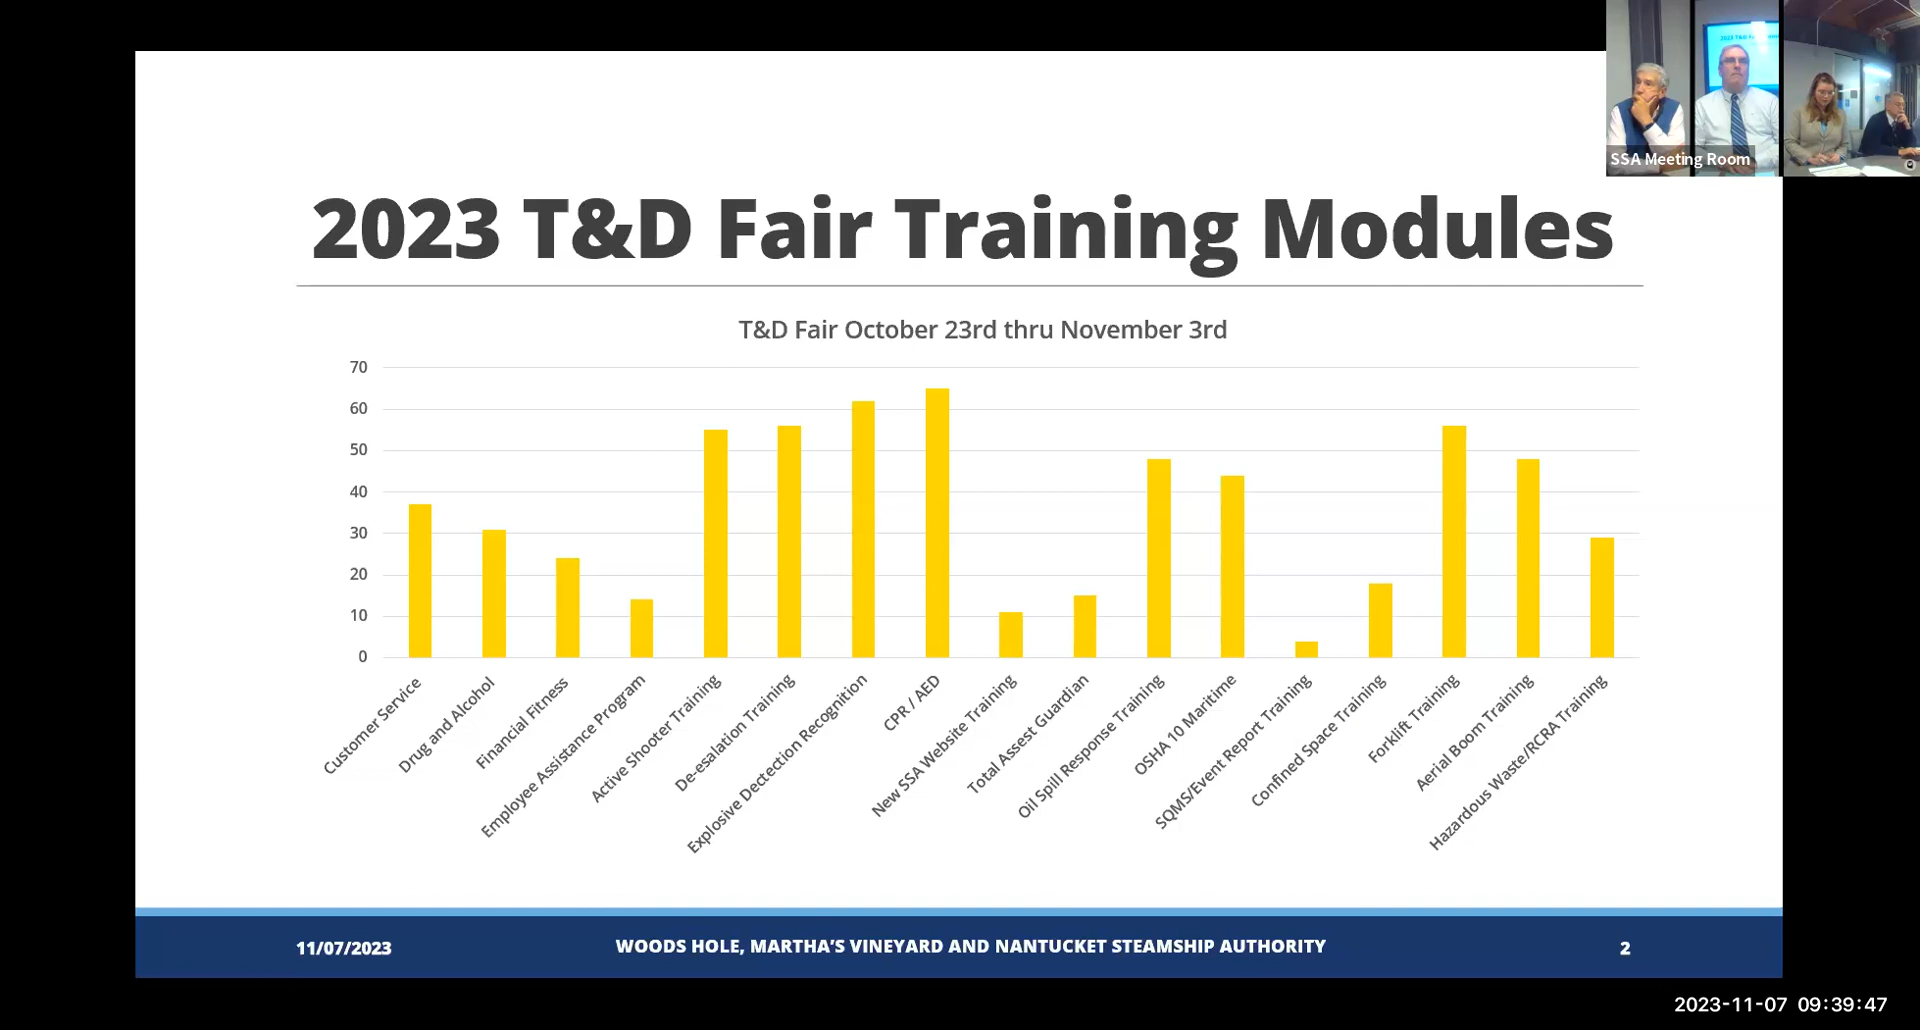 2023 T&D Fair Training Modules
T&D Fair October 23rd thru November 3rd
70
60
50
40
30
20
10
0
Customer Service
Drug and Alcohol
Financial Fitness
Employee Assistance Program
Active Shooter Training
De-esalation Training
Explosive Dectection Recognition
CPR / AED
New SSA Website Training
Total Assest Guardian
Oil Spill Response Training
OSHA 10 Maritime
SQMS/Event Report Training
Confined Space Training
Forklift Training
Aerial Boom Training
Hazardous Waste/RCRA Training
11/07/2023
WOODS HOLE, MARTHA'S VINEYARD AND NANTUCKET STEAMSHIP AUTHORITY
2
SSA Meeting Room
2023-11-07 09:39:47